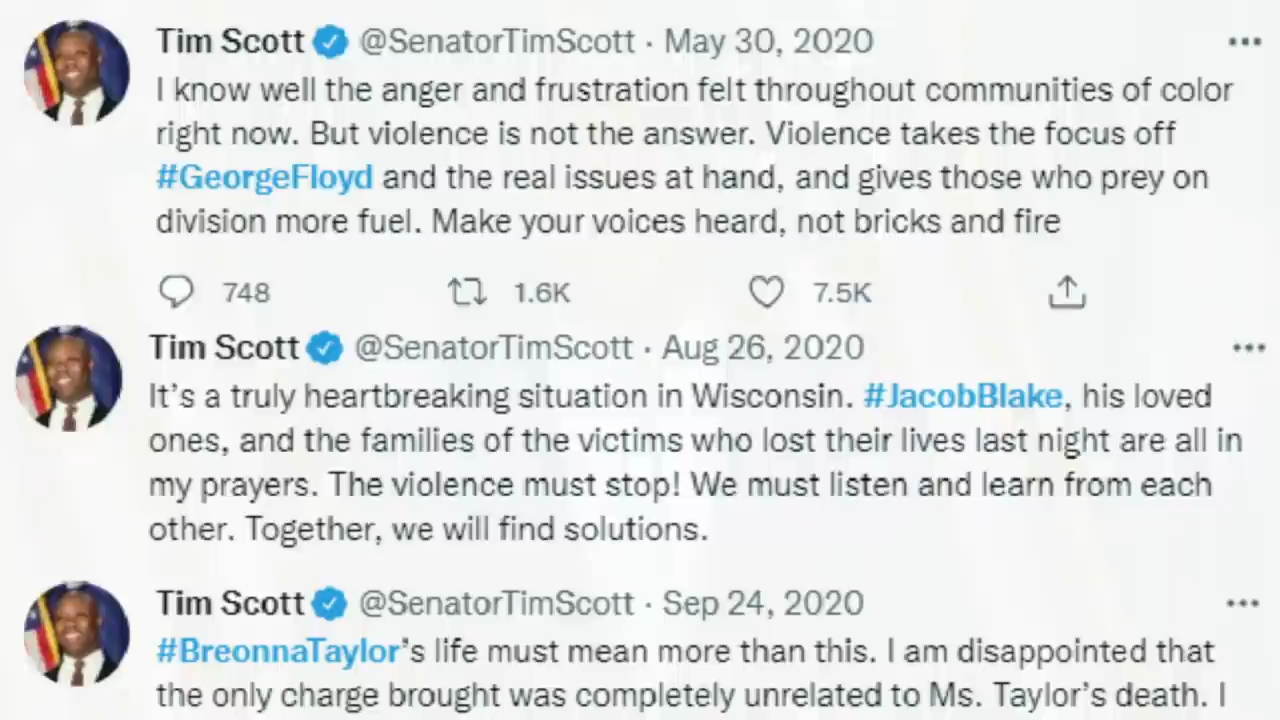 Tim Scott @SenatorTimScott · May 30, 2020
I know well the anger and frustration felt throughout communities of color
right now. But violence is not the answer. Violence takes the focus off
#GeorgeFloyd and the real issues at hand, and gives those who prey on
division more fuel. Make your voices heard, not bricks and fire
748 1.6K 7.5K
Tim Scott @SenatorTimScott · Aug 26, 2020
It's a truly heartbreaking situation in Wisconsin. #JacobBlake, his loved
ones, and the families of the victims who lost their lives last night are all in
my prayers. The violence must stop! We must listen and learn from each
other. Together, we will find solutions.
Tim Scott @SenatorTimScott · Sep 24, 2020
#BreonnaTaylor's life must mean more than this. I am disappointed that
the only charge brought was completely unrelated to Ms. Taylor's death. I